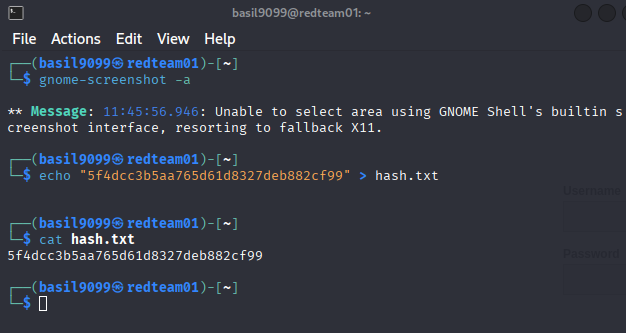 basil9099@redteam01: ~
File Actions Edit View Help
┌──(basil9099㉿redteam01)-[~]
└─$ gnome-screenshot -a
** Message: 11:45:56.946: Unable to select area using GNOME Shell's builtin s
creenshot interface, resorting to fallback X11.
┌──(basil9099㉿redteam01)-[~]
└─$ echo "5f4dcc3b5aa765d61d8327deb882cf99" > hash.txt
┌──(basil9099㉿redteam01)-[~]
└─$ cat hash.txt
5f4dcc3b5aa765d61d8327deb882cf99
┌──(basil9099㉿redteam01)-[~]
└─$
Username
Password